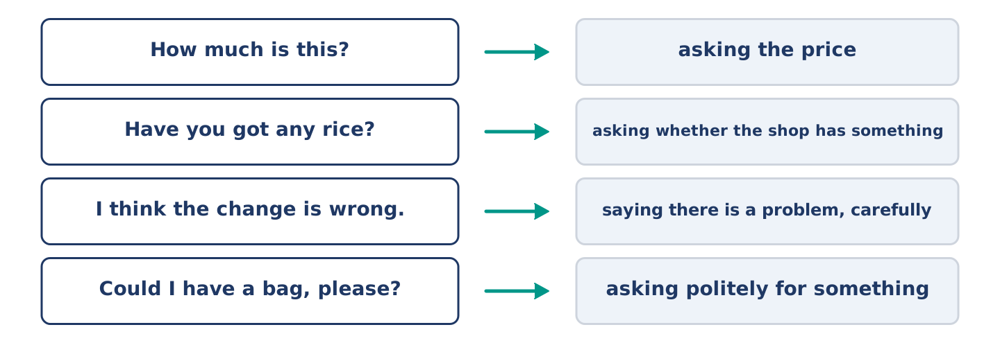 How much is this?
asking the price
Have you got any rice?
asking whether the shop has something
I think the change is wrong.
saying there is a problem, carefully
Could I have a bag, please?
asking politely for something